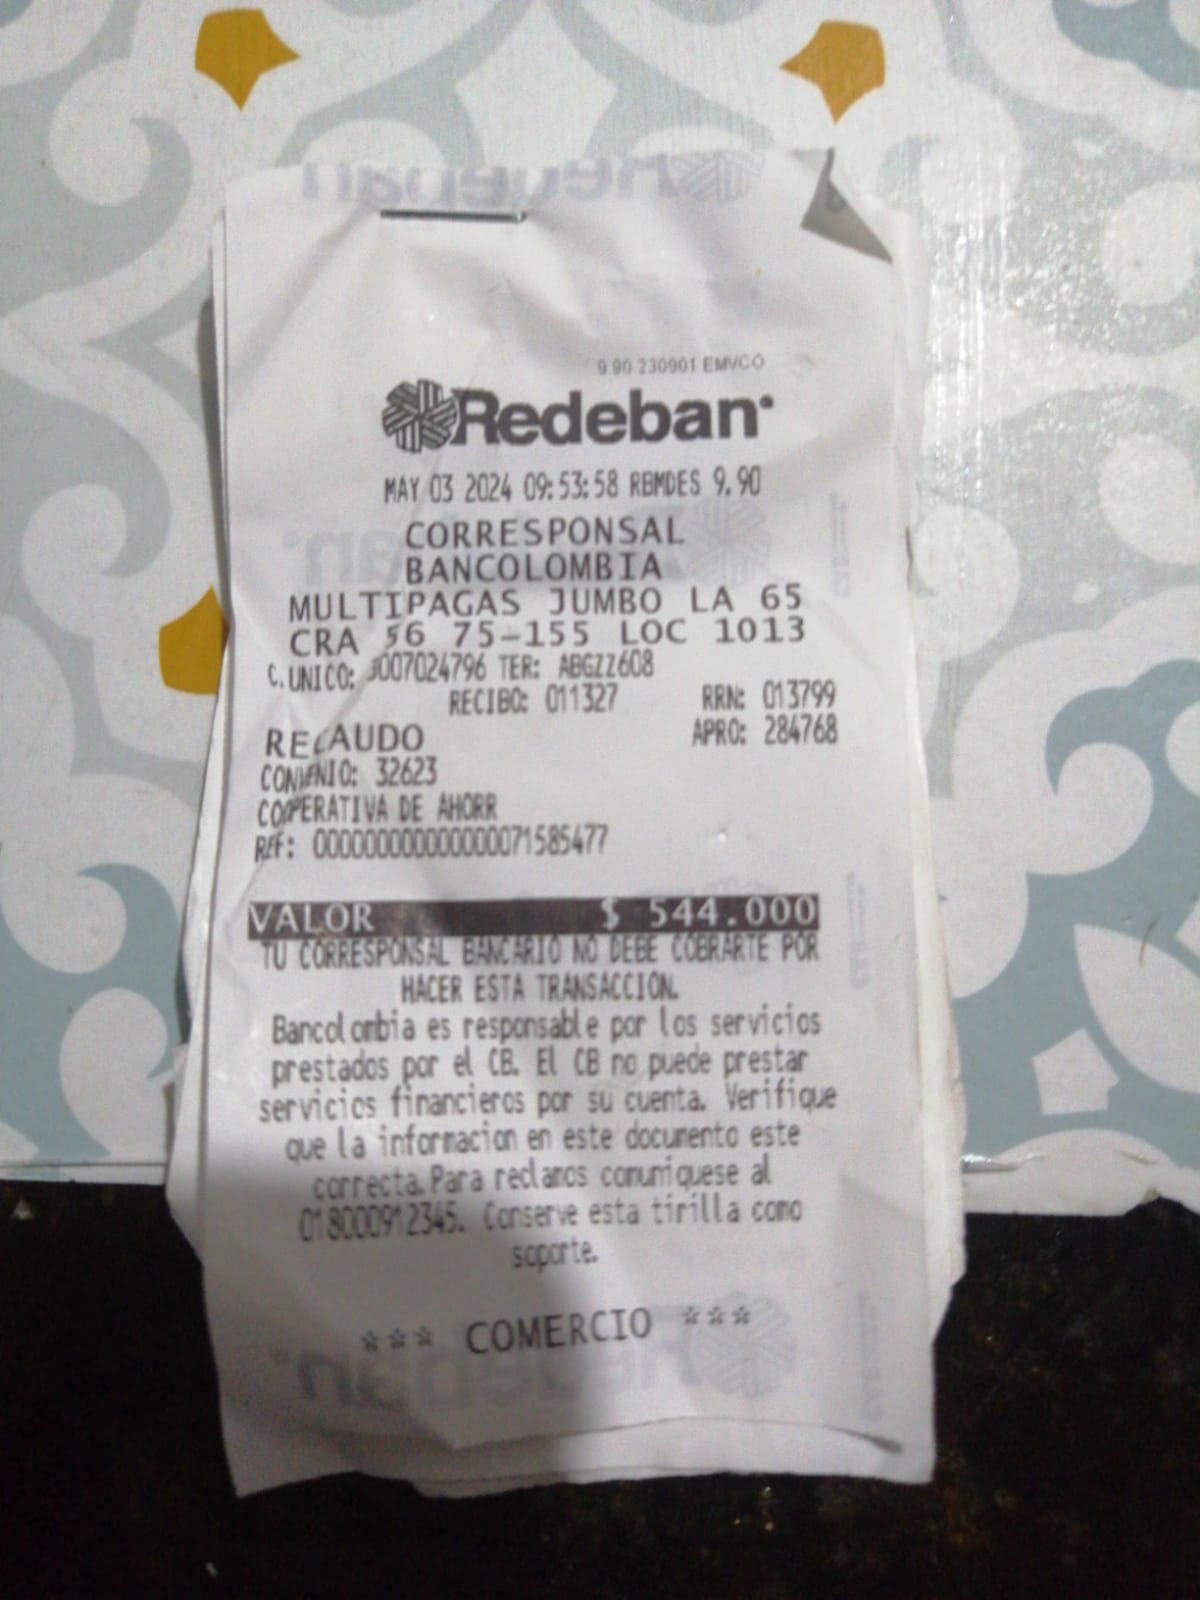 9.90 230901 EMVCO
Redeban
MAY 03 2024 09:53:58 RBMDES 9.90
CORRESPONSAL
BANCOLOMBIA
MULTIPAGAS JUMBO LA 65
CRA 56 75-155 LOC 1013
C.UNICO: 3007024796 TER: ABGZZ608
RECIBO: 011327 RRN: 013799
RECAUDO APRO: 284768
CONVENIO: 32623
COOPERATIVA DE AHORR
Ref: 000000000000000071585477
VALOR $ 544.000
TU CORRESPONSAL BANCARIO NO DEBE COBRARTE POR
HACER ESTA TRANSACCION.
Bancolombia es responsable por los servicios
prestados por el CB. El CB no puede prestar
servicios financieros por su cuenta. Verifique
que la informacion en este documento este
correcta.Para reclamos comuniquese al
018000912345. Conserve esta tirilla como
soporte.
*** COMERCIO ***